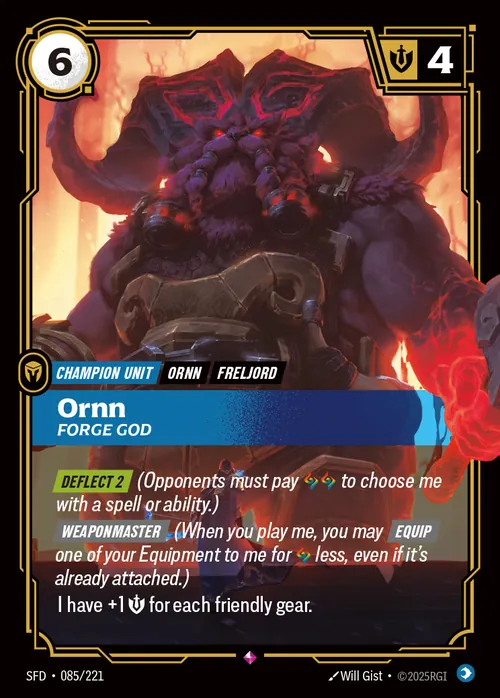 6
4
CHAMPION UNIT ORNN FRELJORD
Ornn
FORGE GOD
DEFLECT 2 (Opponents must pay to choose me
with a spell or ability.)
WEAPONMASTER (When you play me, you may EQUIP
one of your Equipment to me for less, even if it's
already attached.)
I have +1 for each friendly gear.
SFD • 085/221
Will Gist • ©2025RGI